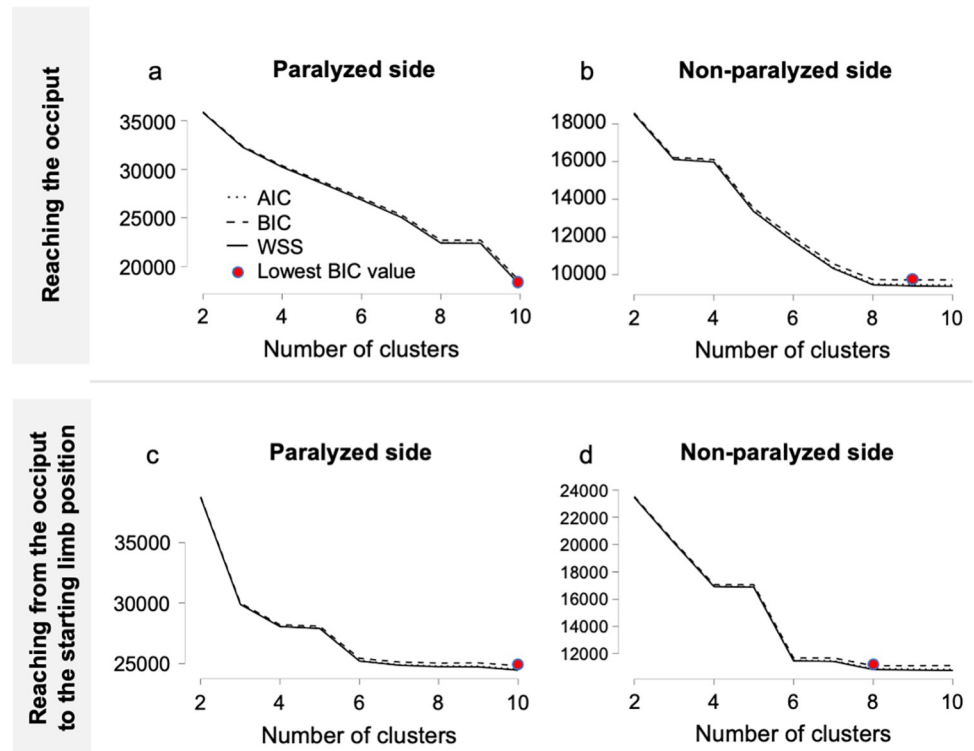 Reaching the occiput
a
Paralyzed side
35000
30000
25000
20000
AIC
BIC
WSS
Lowest BIC value
2 4 6 8 10
Number of clusters
b
Non-paralyzed side
18000
16000
14000
12000
10000
2 4 6 8 10
Number of clusters
Reaching from the occiput
to the starting limb position
c
Paralyzed side
35000
30000
25000
2 4 6 8 10
Number of clusters
d
Non-paralyzed side
24000
22000
20000
18000
16000
14000
12000
2 4 6 8 10
Number of clusters